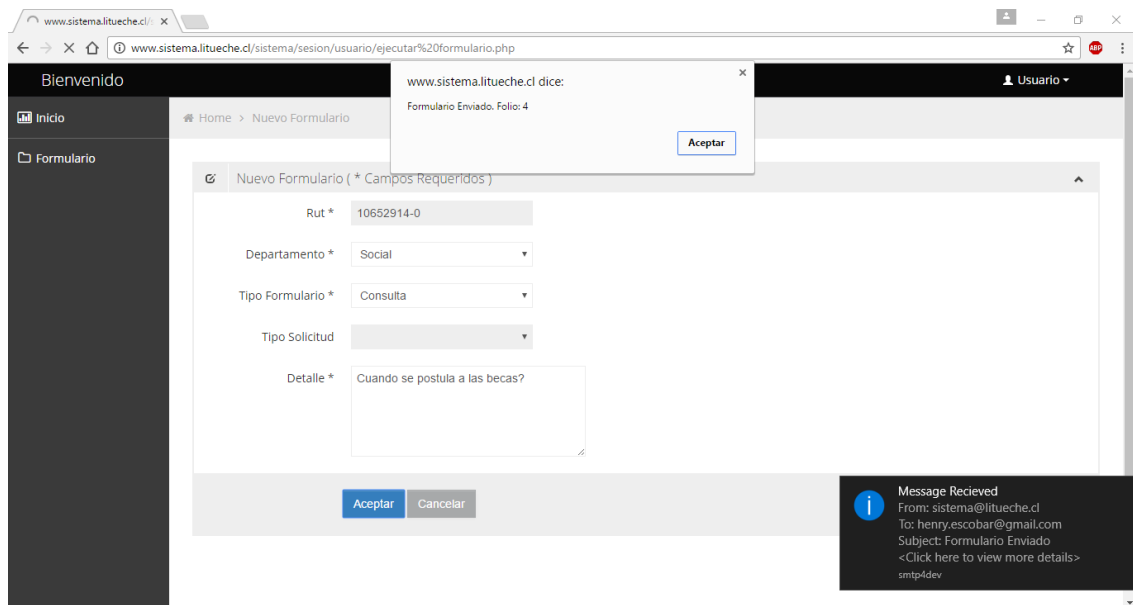 www.sistema.litueche.cl/s
www.sistema.litueche.cl/sistema/sesion/usuario/ejecutar%20formulario.php
ABP
Bienvenido
Usuario
www.sistema.litueche.cl dice:
Formulario Enviado. Folio: 4
Aceptar
Inicio
Formulario
Home > Nuevo Formulario
Nuevo Formulario ( * Campos Requeridos )
Rut * 10652914-0
Departamento * Social
Tipo Formulario * Consulta
Tipo Solicitud
Detalle * Cuando se postula a las becas?
Aceptar Cancelar
Message Recieved
From: sistema@litueche.cl
To: henry.escobar@gmail.com
Subject: Formulario Enviado
<Click here to view more details>
smtp4dev